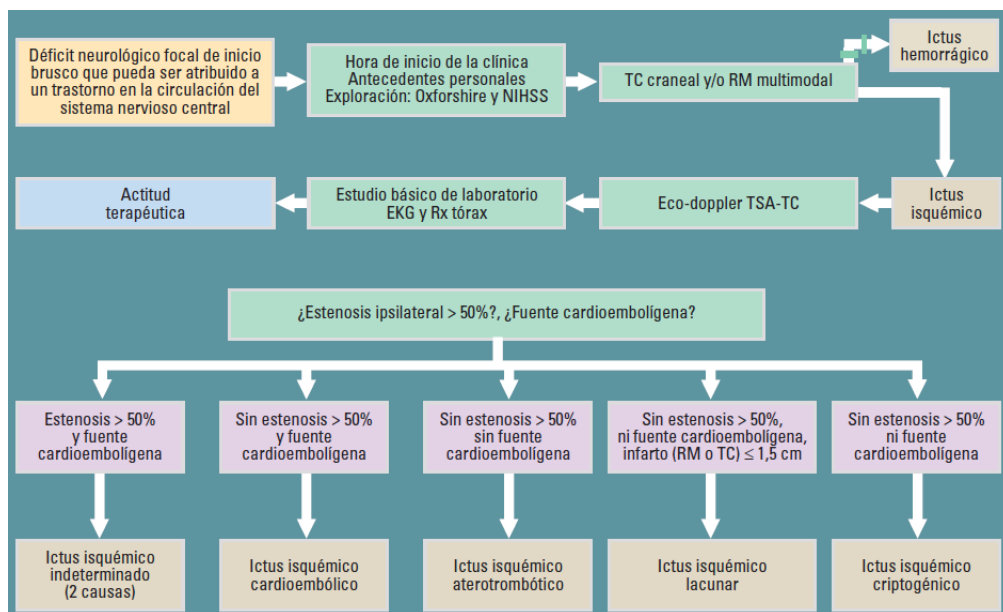 Déficit neurológico focal de inicio
brusco que pueda ser atribuido a
un trastorno en la circulación del
sistema nervioso central
Hora de inicio de la clínica
Antecedentes personales
Exploración: Oxforshire y NIHSS
TC craneal y/o RM multimodal
Ictus
hemorrágico
Actitud
terapéutica
Estudio básico de laboratorio
EKG y Rx tórax
Eco-doppler TSA-TC
Ictus
isquémico
¿Estenosis ipsilateral > 50%?, ¿Fuente cardioembolígena?
Estenosis > 50%
y fuente
cardioembolígena
Sin estenosis > 50%
y fuente
cardioembolígena
Sin estenosis > 50%
sin fuente
cardioembolígena
Sin estenosis > 50%,
ni fuente cardioembolígena,
infarto (RM o TC) ≤ 1,5 cm
Sin estenosis > 50%
ni fuente
cardioembolígena
Ictus isquémico
indeterminado
(2 causas)
Ictus isquémico
cardioembólico
Ictus isquémico
aterotrombótico
Ictus isquémico
lacunar
Ictus isquémico
criptogénico